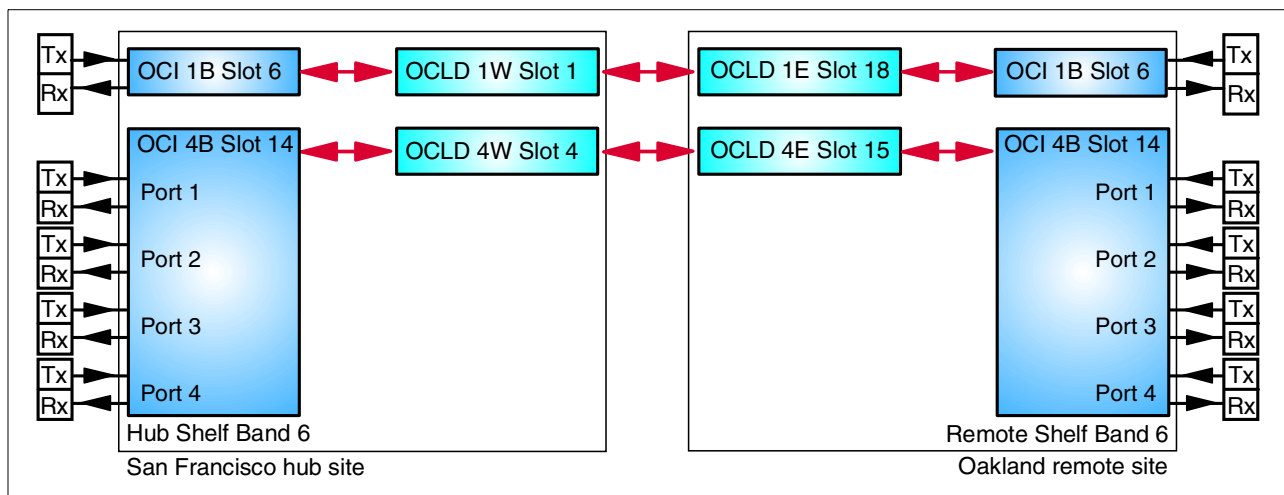 Tx
OCI 1B Slot 6
OCLD 1W Slot 1
OCLD 1E Slot 18
OCI 1B Slot 6
Tx
Rx
Rx
OCI 4B Slot 14
OCLD 4W Slot 4
OCLD 4E Slot 15
OCI 4B Slot 14
Tx
Port 1
Port 1
Tx
Rx
Rx
Tx
Port 2
Port 2
Tx
Rx
Rx
Tx
Port 3
Port 3
Tx
Rx
Rx
Tx
Port 4
Port 4
Tx
Rx
Rx
Hub Shelf Band 6
Remote Shelf Band 6
San Francisco hub site
Oakland remote site